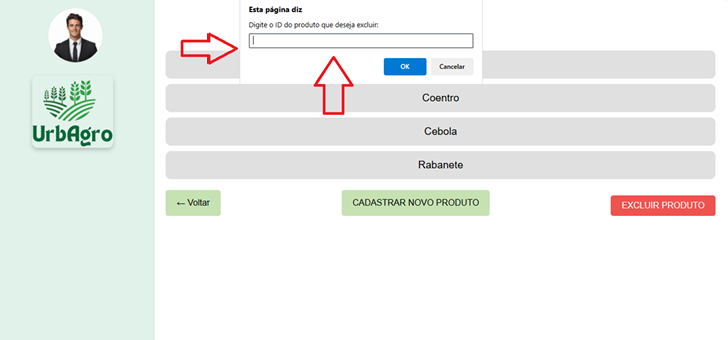 Esta página diz
Digite o ID do produto que deseja excluir:
OK
Cancelar
UrbAgro
Coentro
Cebola
Rabanete
← Voltar
CADASTRAR NOVO PRODUTO
EXCLUIR PRODUTO